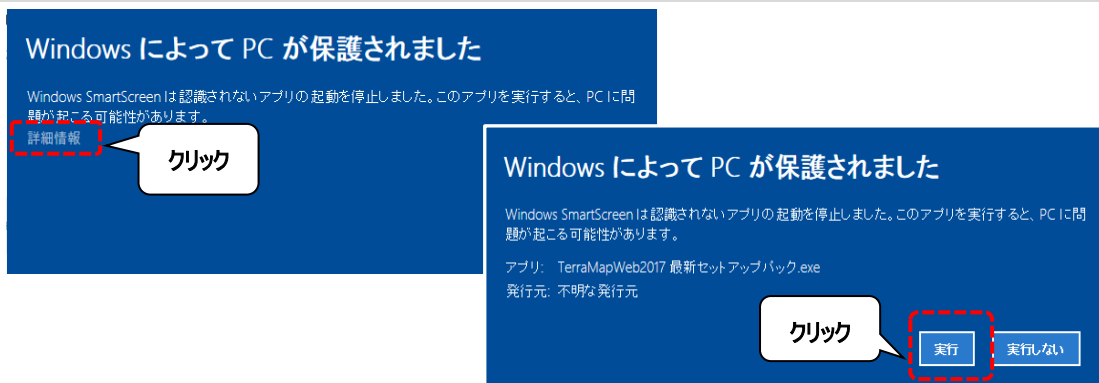 Windows によって PC が保護されました
Windows SmartScreen は認識されないアプリの起動を停止しました。このアプリを実行すると、PC に問
題が起こる可能性があります。
詳細情報
クリック
Windows によって PC が保護されました
Windows SmartScreen は認識されないアプリの起動を停止しました。このアプリを実行すると、PC に問
題が起こる可能性があります。
アプリ: TerraMapWeb2017 最新セットアップパック.exe
発行元: 不明な発行元
クリック
実行
実行しない